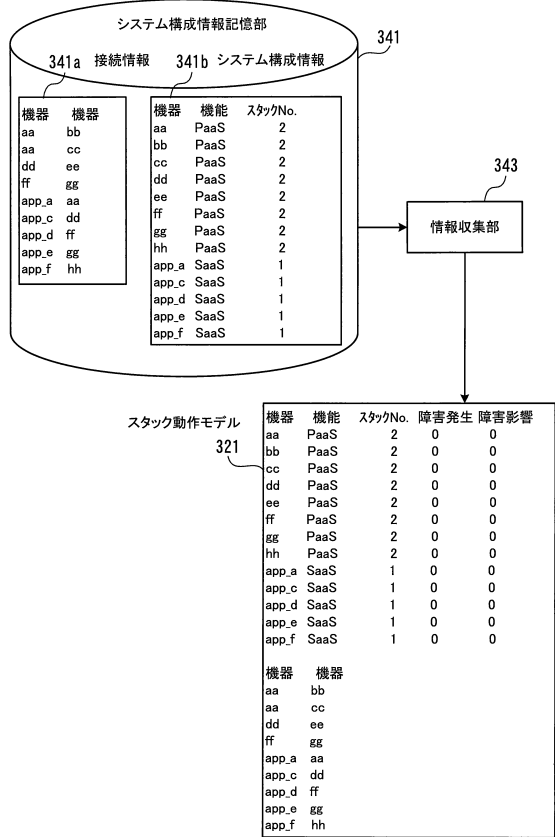 システム構成情報記憶部
341
341a 接続情報
341b システム構成情報
機器 機器
aa bb
aa cc
dd ee
ff gg
app_a aa
app_c dd
app_d ff
app_e gg
app_f hh
機器 機能 スタックNo.
aa PaaS 2
bb PaaS 2
cc PaaS 2
dd PaaS 2
ee PaaS 2
ff PaaS 2
gg PaaS 2
hh PaaS 2
app_a SaaS 1
app_c SaaS 1
app_d SaaS 1
app_e SaaS 1
app_f SaaS 1
343
情報収集部
スタック動作モデル
321
機器 機能 スタックNo. 障害発生 障害影響
aa PaaS 2 0 0
bb PaaS 2 0 0
cc PaaS 2 0 0
dd PaaS 2 0 0
ee PaaS 2 0 0
ff PaaS 2 0 0
gg PaaS 2 0 0
hh PaaS 2 0 0
app_a SaaS 1 0 0
app_c SaaS 1 0 0
app_d SaaS 1 0 0
app_e SaaS 1 0 0
app_f SaaS 1 0 0
機器 機器
aa bb
aa cc
dd ee
ff gg
app_a aa
app_c dd
app_d ff
app_e gg
app_f hh